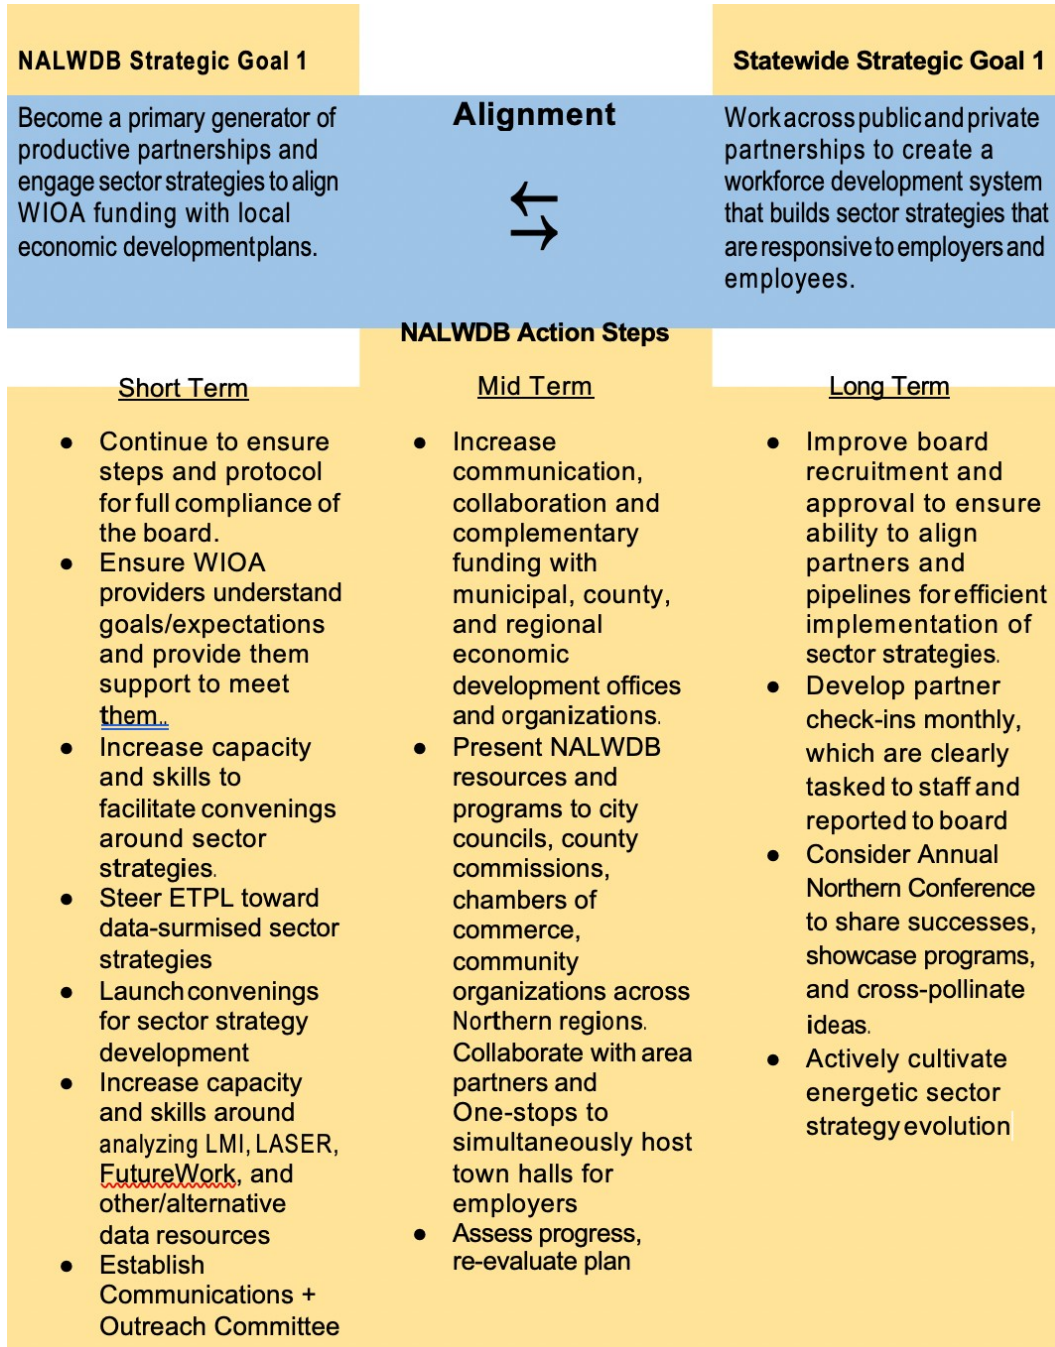 NALWDB Strategic Goal 1
Statewide Strategic Goal 1
Become a primary generator of
productive partnerships and
engage sector strategies to align
WIOA funding with local
economic development plans.
Alignment
Work across public and private
partnerships to create a
workforce development system
that builds sector strategies that
are responsive to employers and
employees.
NALWDB Action Steps
Short Term
● Continue to ensure
steps and protocol
for full compliance of
the board.
● Ensure WIOA
providers understand
goals/expectations
and provide them
support to meet
them..
● Increase capacity
and skills to
facilitate convenings
around sector
strategies.
● Steer ETPL toward
data-surmised sector
strategies
● Launch convenings
for sector strategy
development
● Increase capacity
and skills around
analyzing LMI, LASER,
FutureWork, and
other/alternative
data resources
● Establish
Communications +
Outreach Committee
Mid Term
● Increase
communication,
collaboration and
complementary
funding with
municipal, county,
and regional
economic
development offices
and organizations.
● Present NALWDB
resources and
programs to city
councils, county
commissions,
chambers of
commerce,
community
organizations across
Northern regions.
Collaborate with area
partners and
One-stops to
simultaneously host
town halls for
employers
● Assess progress,
re-evaluate plan
Long Term
● Improve board
recruitment and
approval to ensure
ability to align
partners and
pipelines for efficient
implementation of
sector strategies.
● Develop partner
check-ins monthly,
which are clearly
tasked to staff and
reported to board
● Consider Annual
Northern Conference
to share successes,
showcase programs,
and cross-pollinate
ideas.
● Actively cultivate
energetic sector
strategy evolution